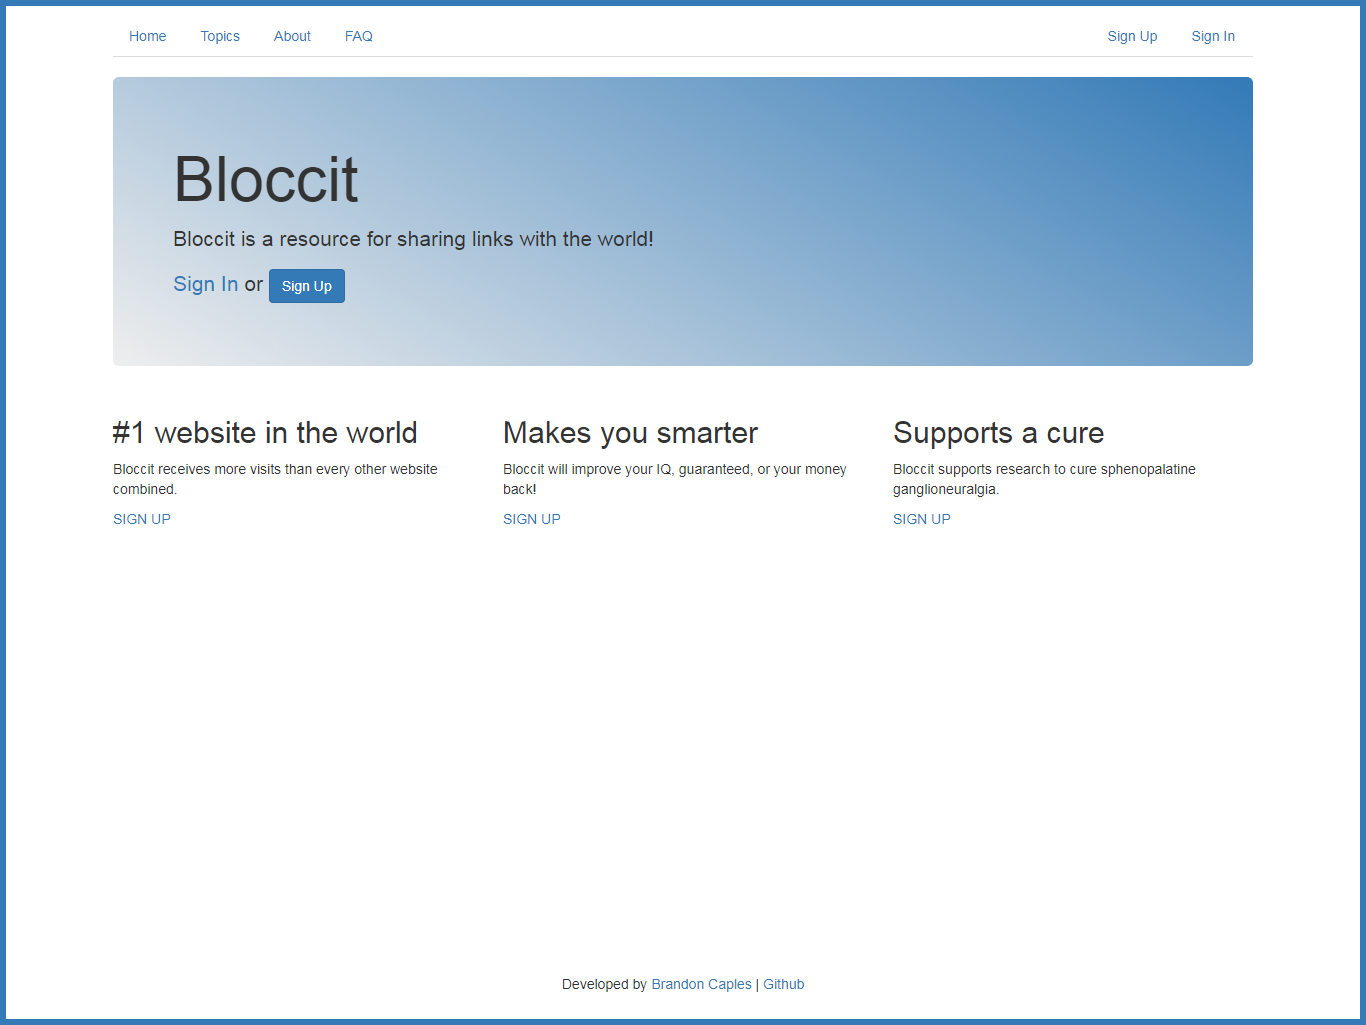 Home Topics About FAQ Sign Up Sign In
Bloccit
Bloccit is a resource for sharing links with the world!
Sign In or Sign Up
#1 website in the world
Bloccit receives more visits than every other website
combined.
SIGN UP
Makes you smarter
Bloccit will improve your IQ, guaranteed, or your money
back!
SIGN UP
Supports a cure
Bloccit supports research to cure sphenopalatine
ganglioneuralgia.
SIGN UP
Developed by Brandon Caples | Github